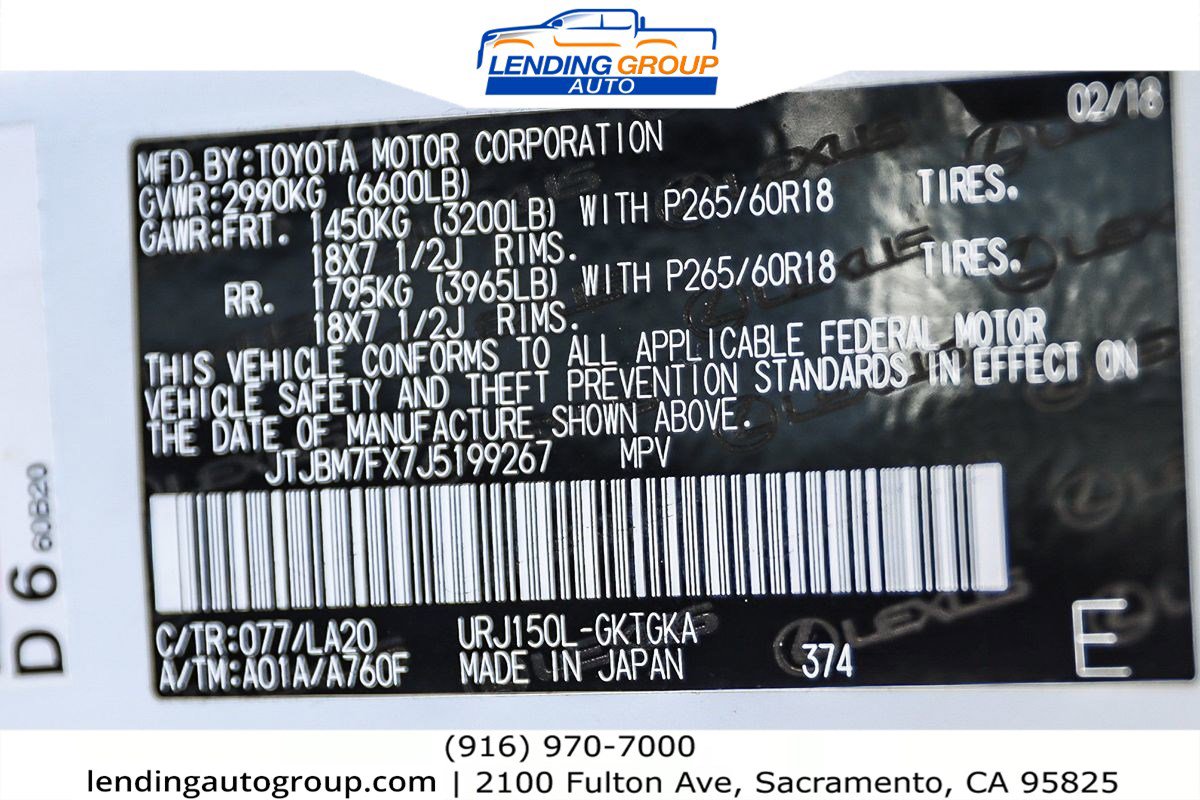 LENDING GROUP
AUTO
02/18
MFD. BY: TOYOTA MOTOR CORPORATION
GVWR: 2990KG (6600LB)
GAWR: FRT. 1450KG (3200LB) WITH P265/60R18 TIRES.
18X7 1/2J RIMS.
RR. 1795KG (3965LB) WITH P265/60R18 TIRES.
18X7 1/2J RIMS.
THIS VEHICLE CONFORMS TO ALL APPLICABLE FEDERAL MOTOR
VEHICLE SAFETY AND THEFT PREVENTION STANDARDS IN EFFECT ON
THE DATE OF MANUFACTURE SHOWN ABOVE.
JTJBM7FX7J5199267 MPV
C/TR: 077/LA20 URJ150L-GKTGKA
A/TM: A01A/A760F MADE IN JAPAN 374 E
LEXUS
D 6 60B20
(916) 970-7000
lendingautogroup.com | 2100 Fulton Ave, Sacramento, CA 95825